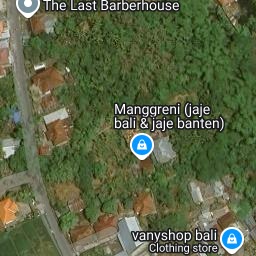 The Last Barberhouse
Manggreni (jaje
bali & jaje banten)
vanyshop bali
Clothing store